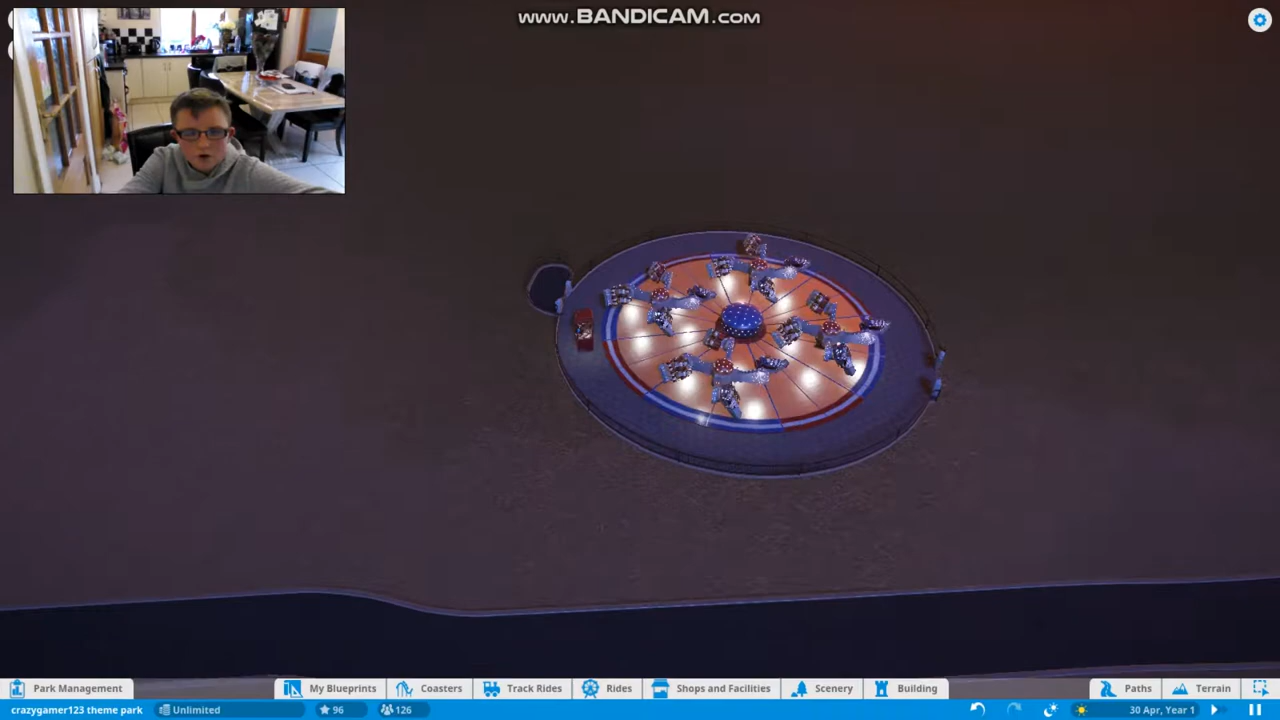 www.BANDICAM.com
Park Management
My Blueprints
Coasters
Track Rides
Rides
Shops and Facilities
Scenery
Building
Paths
Terrain
crazygamer123 theme park
Unlimited
96
126
30 Apr, Year 1